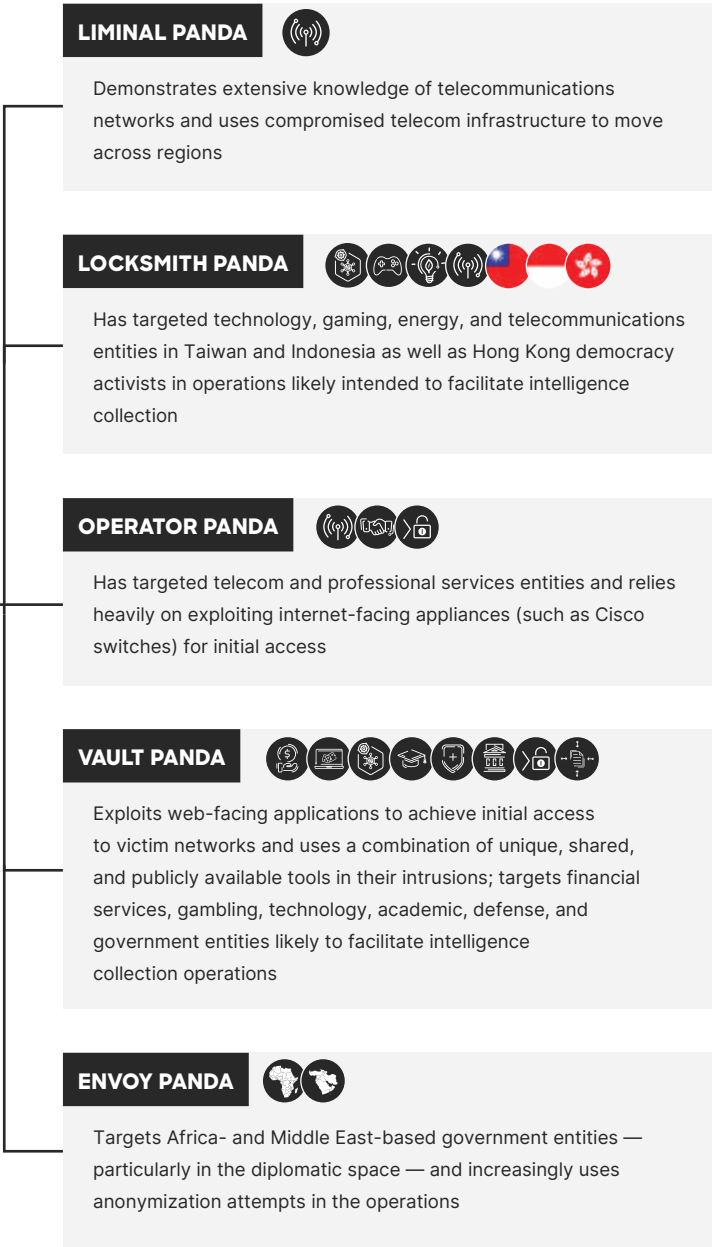 LIMINAL PANDA
Demonstrates extensive knowledge of telecommunications
networks and uses compromised telecom infrastructure to move
across regions
LOCKSMITH PANDA
Has targeted technology, gaming, energy, and telecommunications
entities in Taiwan and Indonesia as well as Hong Kong democracy
activists in operations likely intended to facilitate intelligence
collection
OPERATOR PANDA
Has targeted telecom and professional services entities and relies
heavily on exploiting internet-facing appliances (such as Cisco
switches) for initial access
VAULT PANDA
Exploits web-facing applications to achieve initial access
to victim networks and uses a combination of unique, shared,
and publicly available tools in their intrusions; targets financial
services, gambling, technology, academic, defense, and
government entities likely to facilitate intelligence
collection operations
ENVOY PANDA
Targets Africa- and Middle East-based government entities —
particularly in the diplomatic space — and increasingly uses
anonymization attempts in the operations